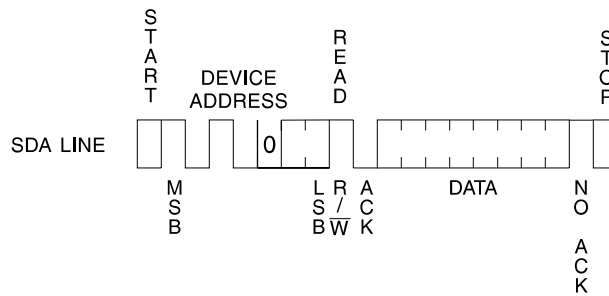 START
DEVICE
ADDRESS
READ
SDA LINE
0
MSB
LSB
R/W
ACK
DATA
NO ACK